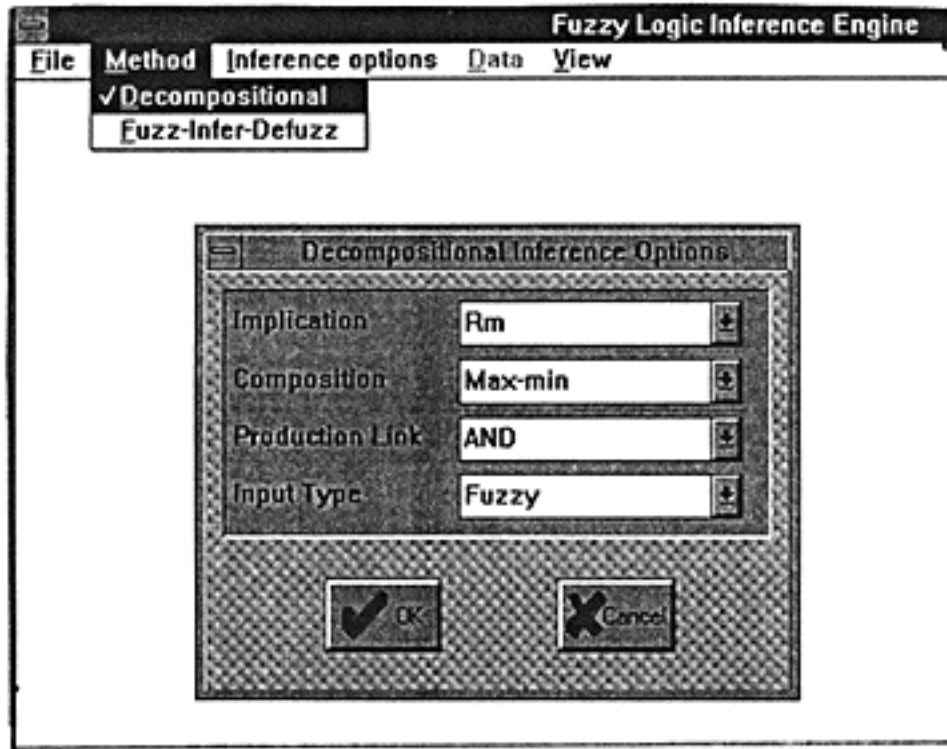 Fuzzy Logic Inference Engine
File Method Inference options Data View
✓Decompositional
Fuzz-Infer-Defuzz
Decompositional Inference Options
Implication Rm
Composition Max-min
Production Link AND
Input Type Fuzzy
OK Cancel